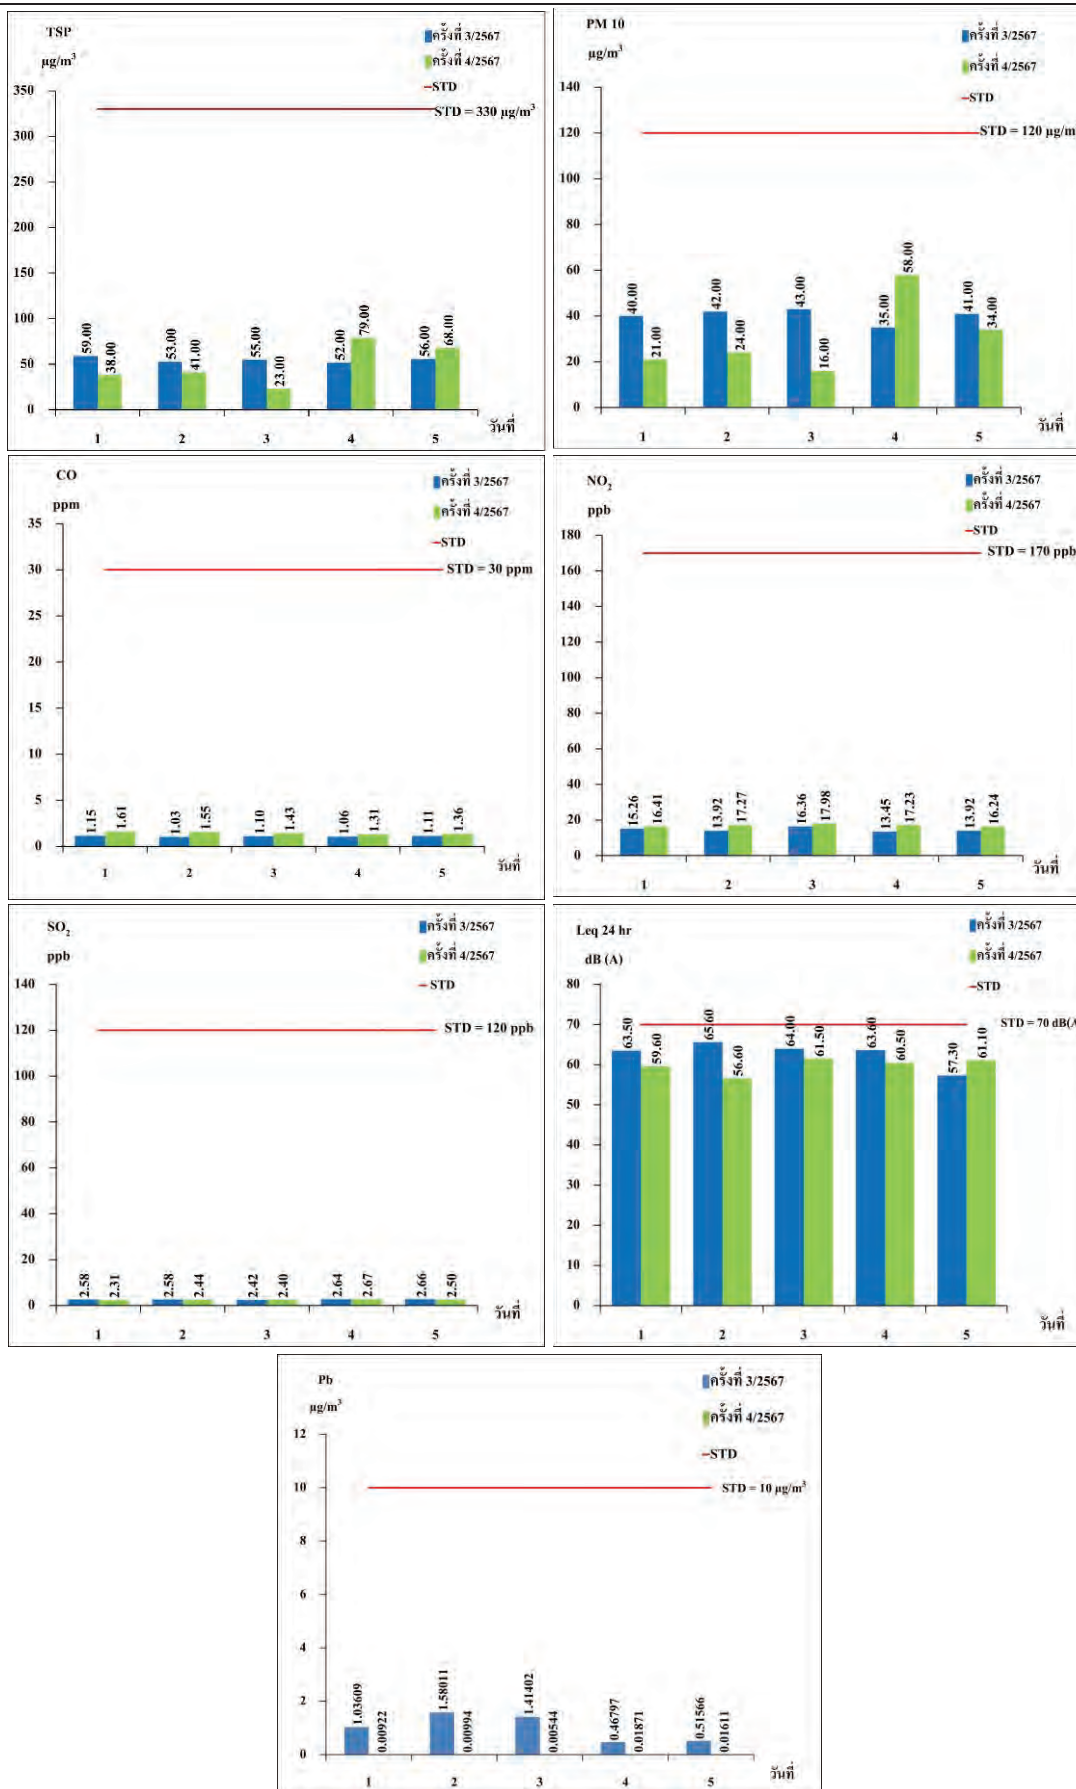 TSP
µg/m³
ครั้งที่ 3/2567
ครั้งที่ 4/2567
STD
STD = 330 µg/m³
350
300
250
200
150
100
50
0
59.00 38.00 53.00 41.00 55.00 23.00 52.00 79.00 56.00 68.00
1 2 3 4 5
วันที่
PM 10
µg/m³
ครั้งที่ 3/2567
ครั้งที่ 4/2567
STD
STD = 120 µg/m
140
120
100
80
60
40
20
0
40.00 21.00 42.00 24.00 43.00 16.00 35.00 58.00 41.00 34.00
1 2 3 4 5
วันที่
CO
ppm
ครั้งที่ 3/2567
ครั้งที่ 4/2567
STD
STD = 30 ppm
35
30
25
20
15
10
5
0
1.15 1.61 1.03 1.55 1.10 1.43 1.06 1.31 1.11 1.36
1 2 3 4 5
วันที่
NO₂
ppb
ครั้งที่ 3/2567
ครั้งที่ 4/2567
STD
STD = 170 ppb
180
160
140
120
100
80
60
40
20
0
15.26 16.41 13.92 17.27 16.36 17.98 13.45 17.23 13.92 16.24
1 2 3 4 5
วันที่
SO₂
ppb
ครั้งที่ 3/2567
ครั้งที่ 4/2567
STD
STD = 120 ppb
140
120
100
80
60
40
20
0
2.58 2.31 2.58 2.44 2.42 2.40 2.64 2.67 2.66 2.50
1 2 3 4 5
วันที่
Leq 24 hr
dB (A)
ครั้งที่ 3/2567
ครั้งที่ 4/2567
STD
STD = 70 dB(A
80
70
60
50
40
30
20
10
0
63.50 59.60 65.60 56.60 64.00 61.50 63.60 60.50 57.30 61.10
1 2 3 4 5
วันที่
Pb
µg/m³
ครั้งที่ 3/2567
ครั้งที่ 4/2567
STD
STD = 10 µg/m³
12
10
8
6
4
2
0
1.03609 0.00922 1.58011 0.00994 1.41402 0.00544 0.46797 0.01871 0.51566 0.01611
1 2 3 4 5
วันที่